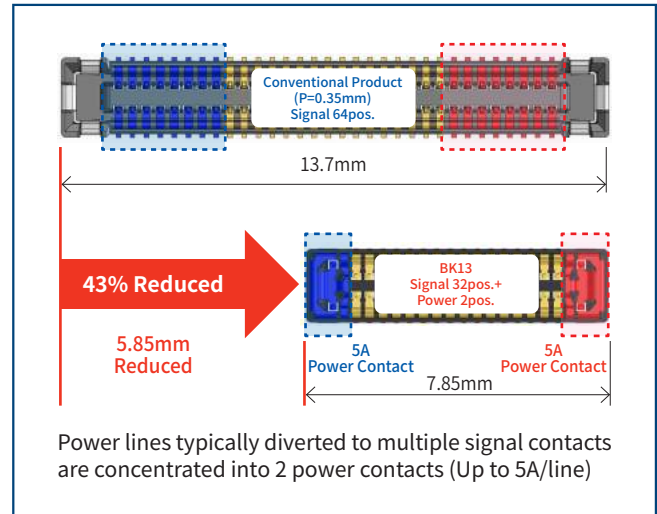 Conventional Product
(P=0.35mm)
Signal 64pos.
13.7mm
43% Reduced
5.85mm
Reduced
BK13
Signal 32pos.+
Power 2pos.
5A
Power Contact
5A
Power Contact
7.85mm
Power lines typically diverted to multiple signal contacts
are concentrated into 2 power contacts (Up to 5A/line)